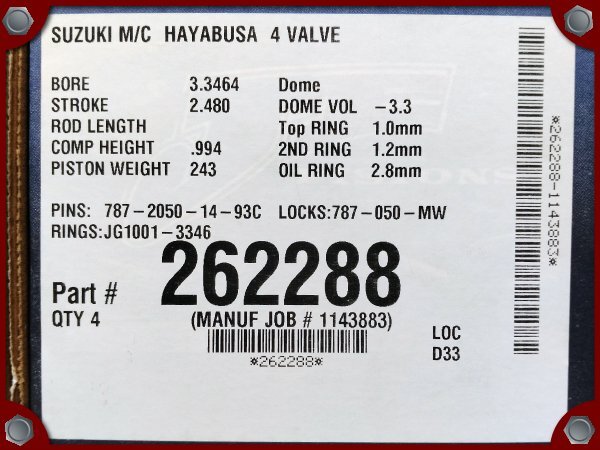 SUZUKI M/C HAYABUSA 4 VALVE
BORE 3.3464 Dome
STROKE 2.480 DOME VOL -3.3
ROD LENGTH Top RING 1.0mm
COMP HEIGHT .994 2ND RING 1.2mm
PISTON WEIGHT 243 OIL RING 2.8mm
PINS: 787-2050-14-93C LOCKS:787-050-MW
RINGS:JG1001-3346
Part # 262288
QTY 4 (MANUF JOB # 1143883)
*262288*
LOC
D33
*262288-1143883*